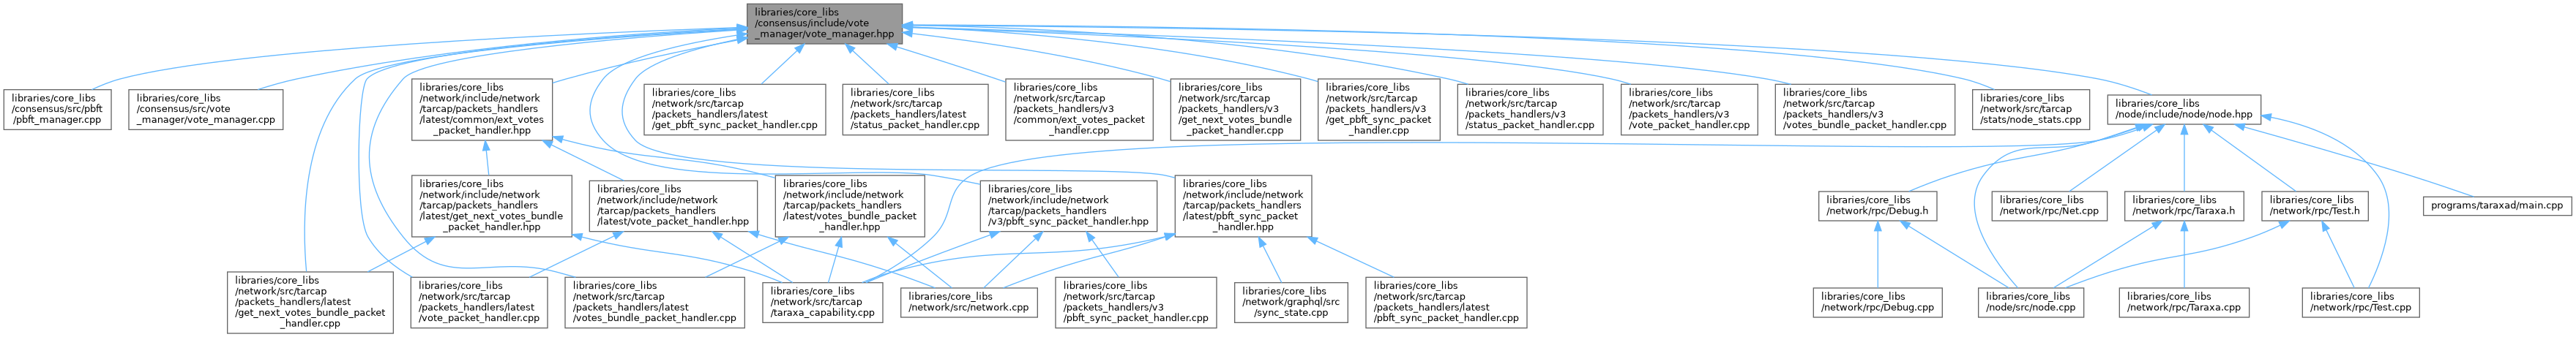 libraries/core_libs
/consensus/include/vote
_manager/vote_manager.hpp
libraries/core_libs
/consensus/src/pbft
/pbft_manager.cpp
libraries/core_libs
/consensus/src/vote
_manager/vote_manager.cpp
libraries/core_libs
/network/include/network
/tarcap/packets_handlers
/latest/common/ext_votes
_packet_handler.hpp
libraries/core_libs
/network/src/tarcap
/packets_handlers/latest
/get_pbft_sync_packet_handler.cpp
libraries/core_libs
/network/src/tarcap
/packets_handlers/latest
/status_packet_handler.cpp
libraries/core_libs
/network/src/tarcap
/packets_handlers/v3
/common/ext_votes_packet
_handler.cpp
libraries/core_libs
/network/src/tarcap
/packets_handlers/v3
/get_next_votes_bundle
_packet_handler.cpp
libraries/core_libs
/network/src/tarcap
/packets_handlers/v3
/get_pbft_sync_packet
_handler.cpp
libraries/core_libs
/network/src/tarcap
/packets_handlers/v3
/status_packet_handler.cpp
libraries/core_libs
/network/src/tarcap
/packets_handlers/v3
/vote_packet_handler.cpp
libraries/core_libs
/network/src/tarcap
/packets_handlers/v3
/votes_bundle_packet_handler.cpp
libraries/core_libs
/network/src/tarcap
/stats/node_stats.cpp
libraries/core_libs
/node/include/node/node.hpp
libraries/core_libs
/network/include/network
/tarcap/packets_handlers
/latest/get_next_votes_bundle
_packet_handler.hpp
libraries/core_libs
/network/include/network
/tarcap/packets_handlers
/latest/vote_packet_handler.hpp
libraries/core_libs
/network/include/network
/tarcap/packets_handlers
/latest/votes_bundle_packet
_handler.hpp
libraries/core_libs
/network/include/network
/tarcap/packets_handlers
/v3/pbft_sync_packet_handler.hpp
libraries/core_libs
/network/include/network
/tarcap/packets_handlers
/latest/pbft_sync_packet
_handler.hpp
libraries/core_libs
/network/rpc/Debug.h
libraries/core_libs
/network/rpc/Net.cpp
libraries/core_libs
/network/rpc/Taraxa.h
libraries/core_libs
/network/rpc/Test.h
programs/taraxad/main.cpp
libraries/core_libs
/network/src/tarcap
/packets_handlers/latest
/get_next_votes_bundle_packet
_handler.cpp
libraries/core_libs
/network/src/tarcap
/packets_handlers/latest
/vote_packet_handler.cpp
libraries/core_libs
/network/src/tarcap
/packets_handlers/latest
/votes_bundle_packet_handler.cpp
libraries/core_libs
/network/src/tarcap
/taraxa_capability.cpp
libraries/core_libs
/network/src/network.cpp
libraries/core_libs
/network/src/tarcap
/packets_handlers/v3
/pbft_sync_packet_handler.cpp
libraries/core_libs
/network/graphql/src
/sync_state.cpp
libraries/core_libs
/network/src/tarcap
/packets_handlers/latest
/pbft_sync_packet_handler.cpp
libraries/core_libs
/network/rpc/Debug.cpp
libraries/core_libs
/node/src/node.cpp
libraries/core_libs
/network/rpc/Taraxa.cpp
libraries/core_libs
/network/rpc/Test.cpp